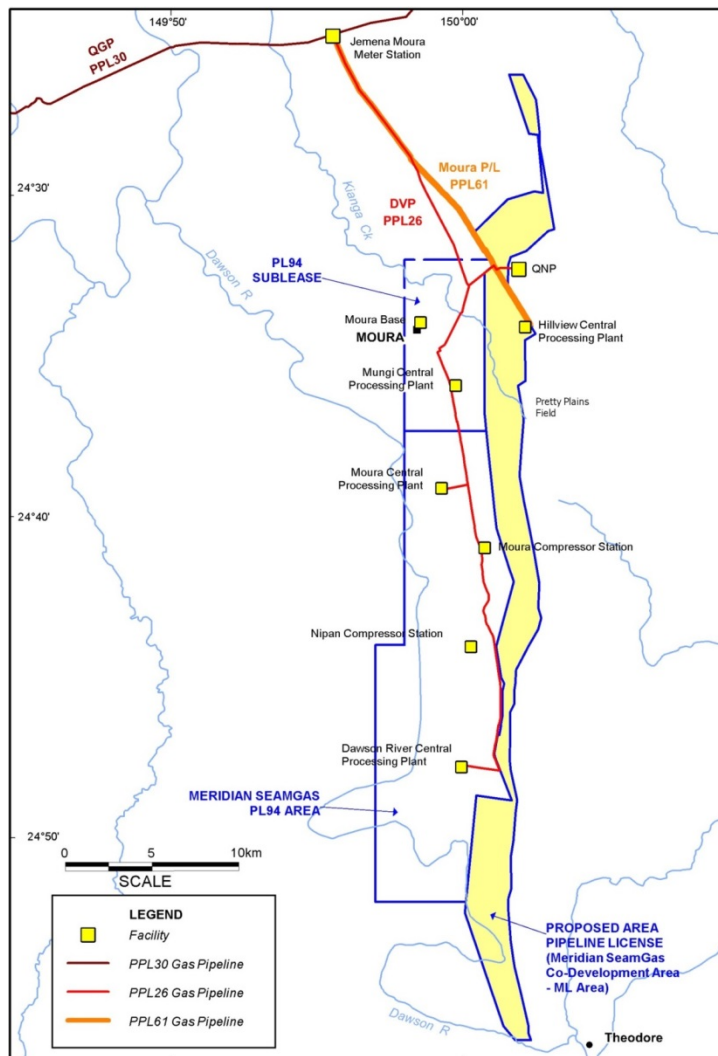 149°50'
150°00'
QGP
PPL30
Jemena Moura
Meter Station
24°30'
Moura P/L
PPL61
Kianga Ck
DVP
PPL26
Dawson R
PL94
SUBLEASE
QNP
Moura Base
MOURA
Hillview Central
Processing Plant
Mungi Central
Processing Plant
Pretty Plains
Field
Moura Central
Processing Plant
24°40'
Moura Compressor Station
Nipan Compressor Station
Dawson River Central
Processing Plant
MERIDIAN SEAMGAS
PL94 AREA
24°50'
0 5 10km
SCALE
LEGEND
Facility
PPL30 Gas Pipeline
PPL26 Gas Pipeline
PPL61 Gas Pipeline
PROPOSED AREA
PIPELINE LICENSE
(Meridian SeamGas
Co-Development Area
- ML Area)
Dawson R
Theodore